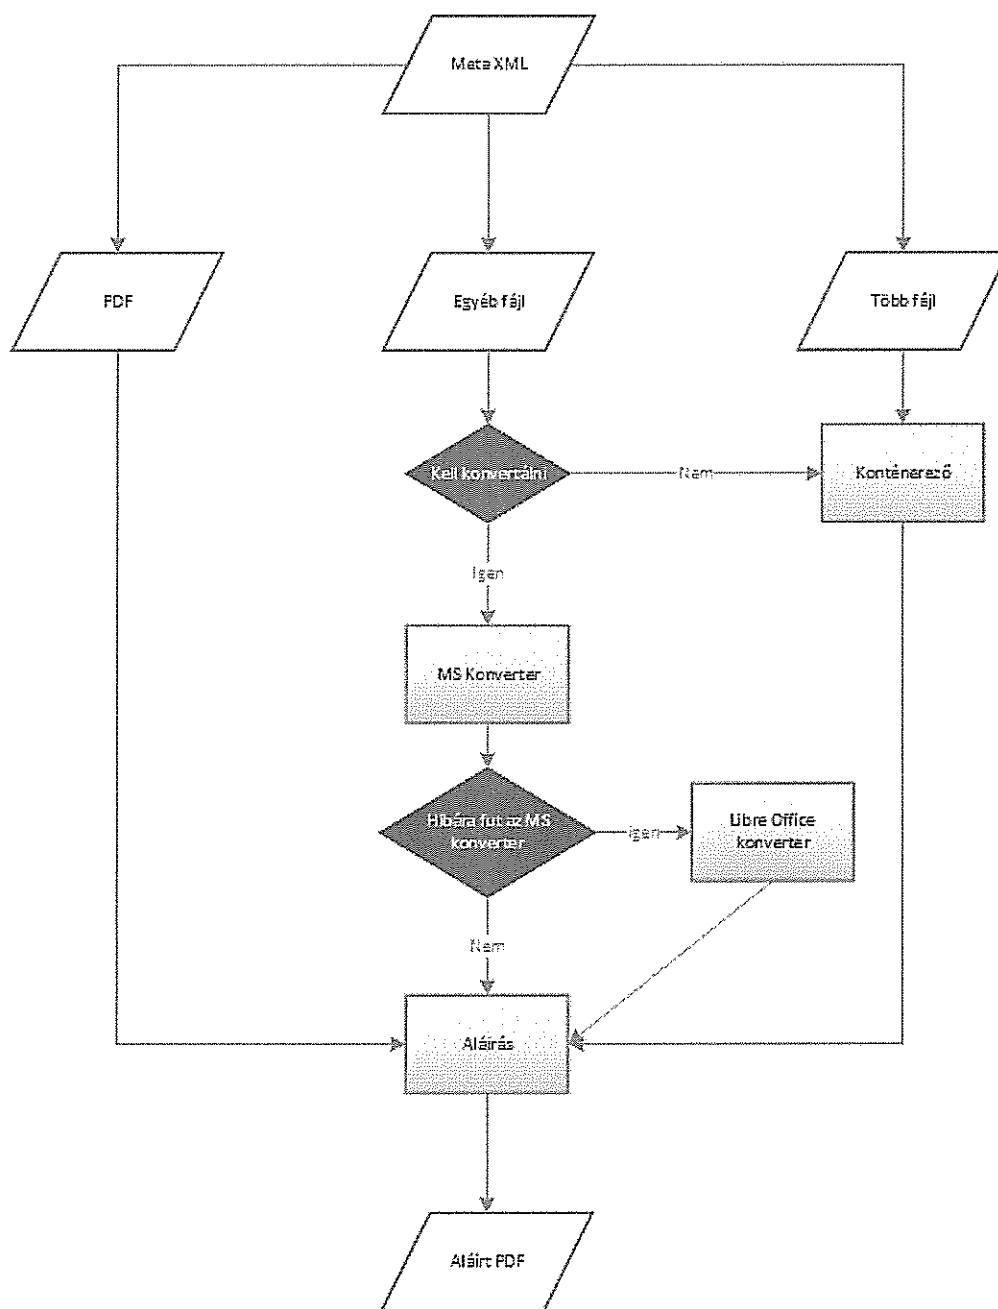 Meta XML
PDF
Egyéb fájl
Több fájl
Kell konvertálni
Nem
Konténerező
Igen
MS Konverter
Hibára fut az MS
konverter
Igen
Libre Office
konverter
Nem
Aláírás
Aláírt PDF